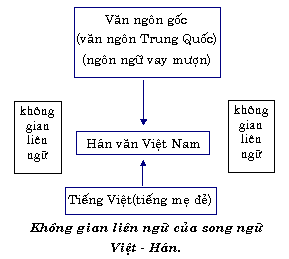 Văn ngôn gốc
(văn ngôn Trung Quốc)
(ngôn ngữ vay mượn)
không
gian
liên
ngữ
Hán văn Việt Nam
không
gian
liên
ngữ
Tiếng Việt(tiếng mẹ đẻ)
Không gian liên ngữ của song ngữ
Việt - Hán.